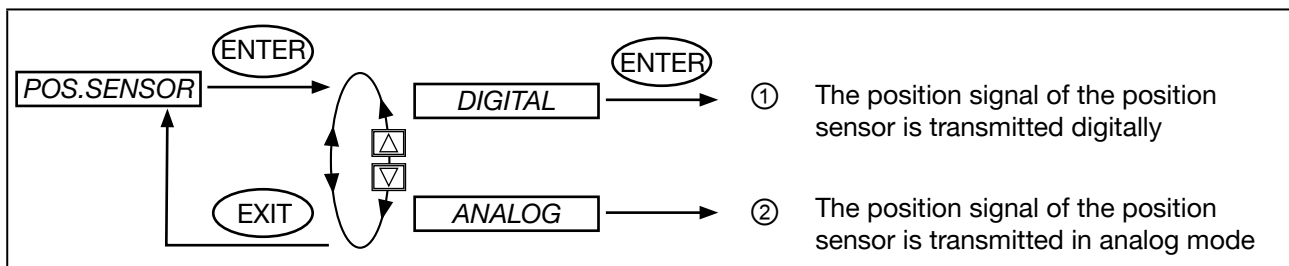 ENTER
POS.SENSOR
DIGITAL
ENTER
① The position signal of the position
sensor is transmitted digitally
EXIT
ANALOG
② The position signal of the position
sensor is transmitted in analog mode